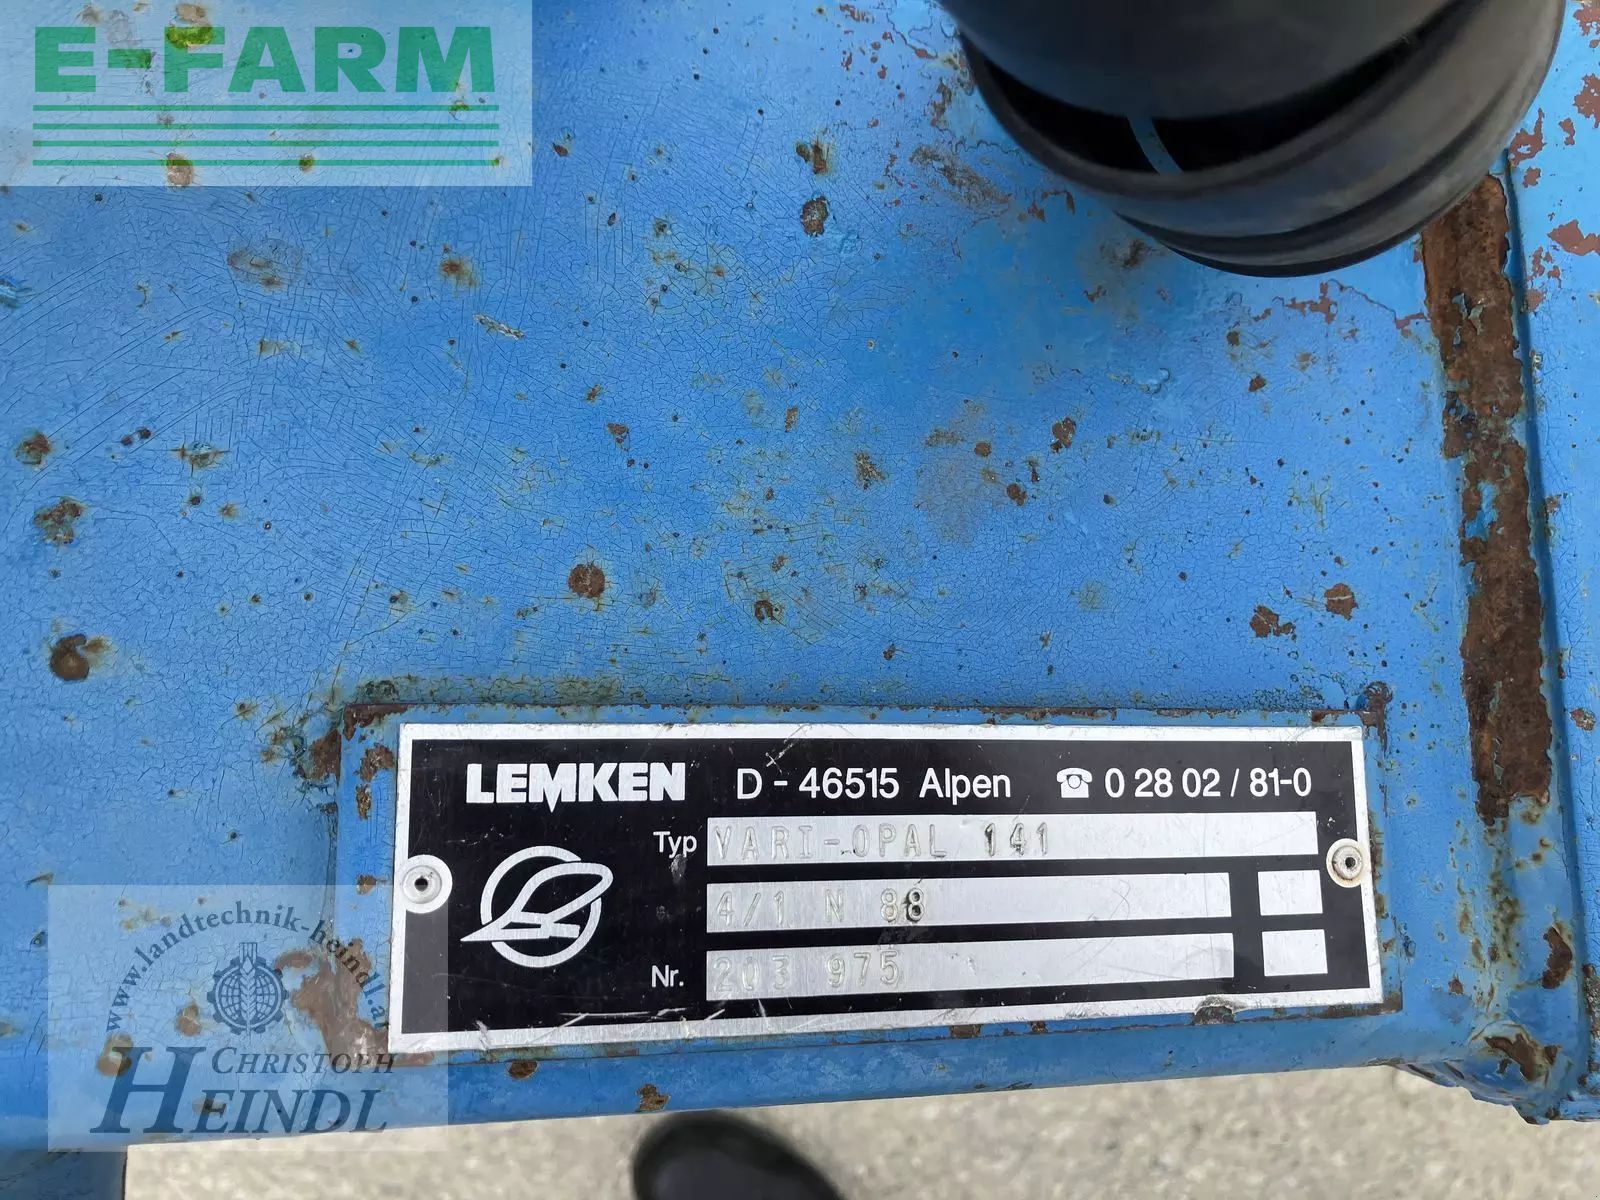 E-FARM
LEMKEN D-46515 Alpen ☎ 0 28 02 / 81-0
Typ VARI-OPAL 141
4/1 N 88
Nr. 203 975
www.landtechnik-heindl.at
CHRISTOPH
HEINDL